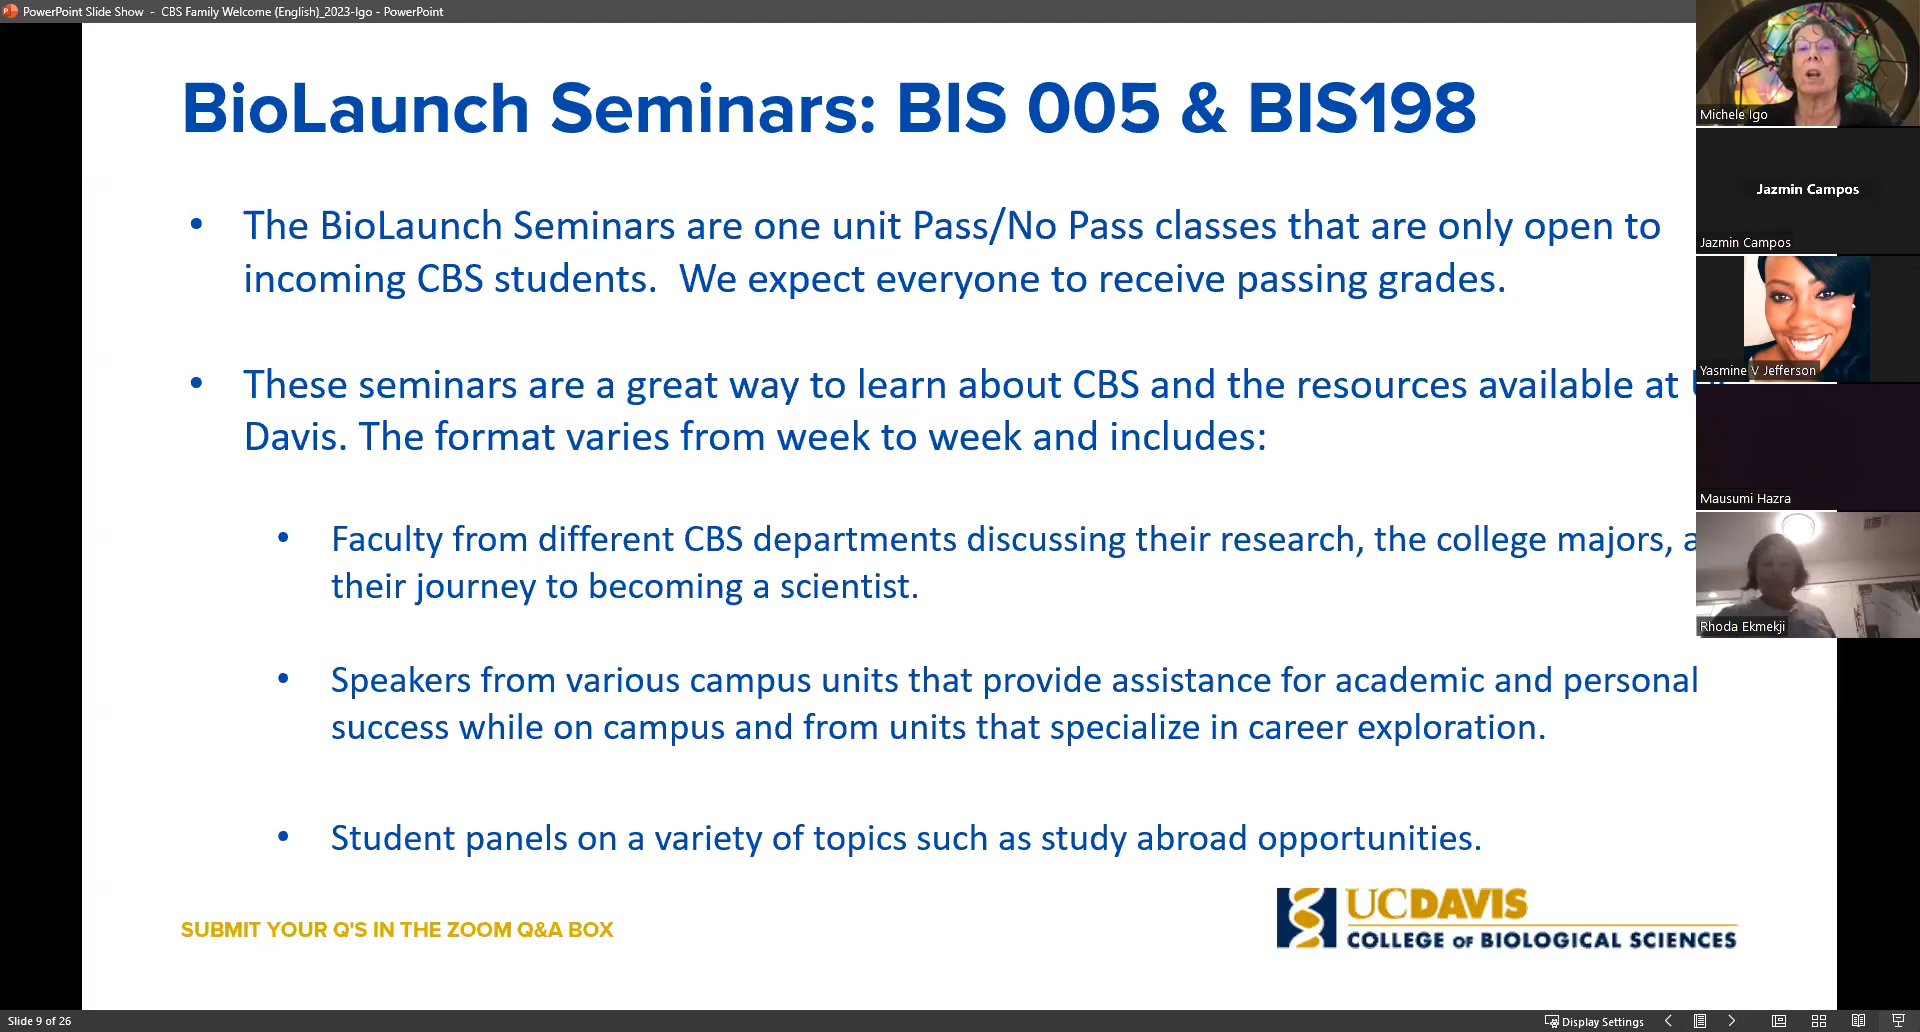 PowerPoint Slide Show - CBS Family Welcome (English)_2023-Igo - PowerPoint
BioLaunch Seminars: BIS 005 & BIS198
• The BioLaunch Seminars are one unit Pass/No Pass classes that are only open to
incoming CBS students. We expect everyone to receive passing grades.
• These seminars are a great way to learn about CBS and the resources available at
Davis. The format varies from week to week and includes:
• Faculty from different CBS departments discussing their research, the college majors,
their journey to becoming a scientist.
• Speakers from various campus units that provide assistance for academic and personal
success while on campus and from units that specialize in career exploration.
• Student panels on a variety of topics such as study abroad opportunities.
SUBMIT YOUR Q'S IN THE ZOOM Q&A BOX
UCDAVIS
COLLEGE OF BIOLOGICAL SCIENCES
Michele Igo
Jazmin Campos
Jazmin Campos
Yasmine V Jefferson
Mausumi Hazra
Rhoda Ekmekji
Slide 9 of 26
Display Settings